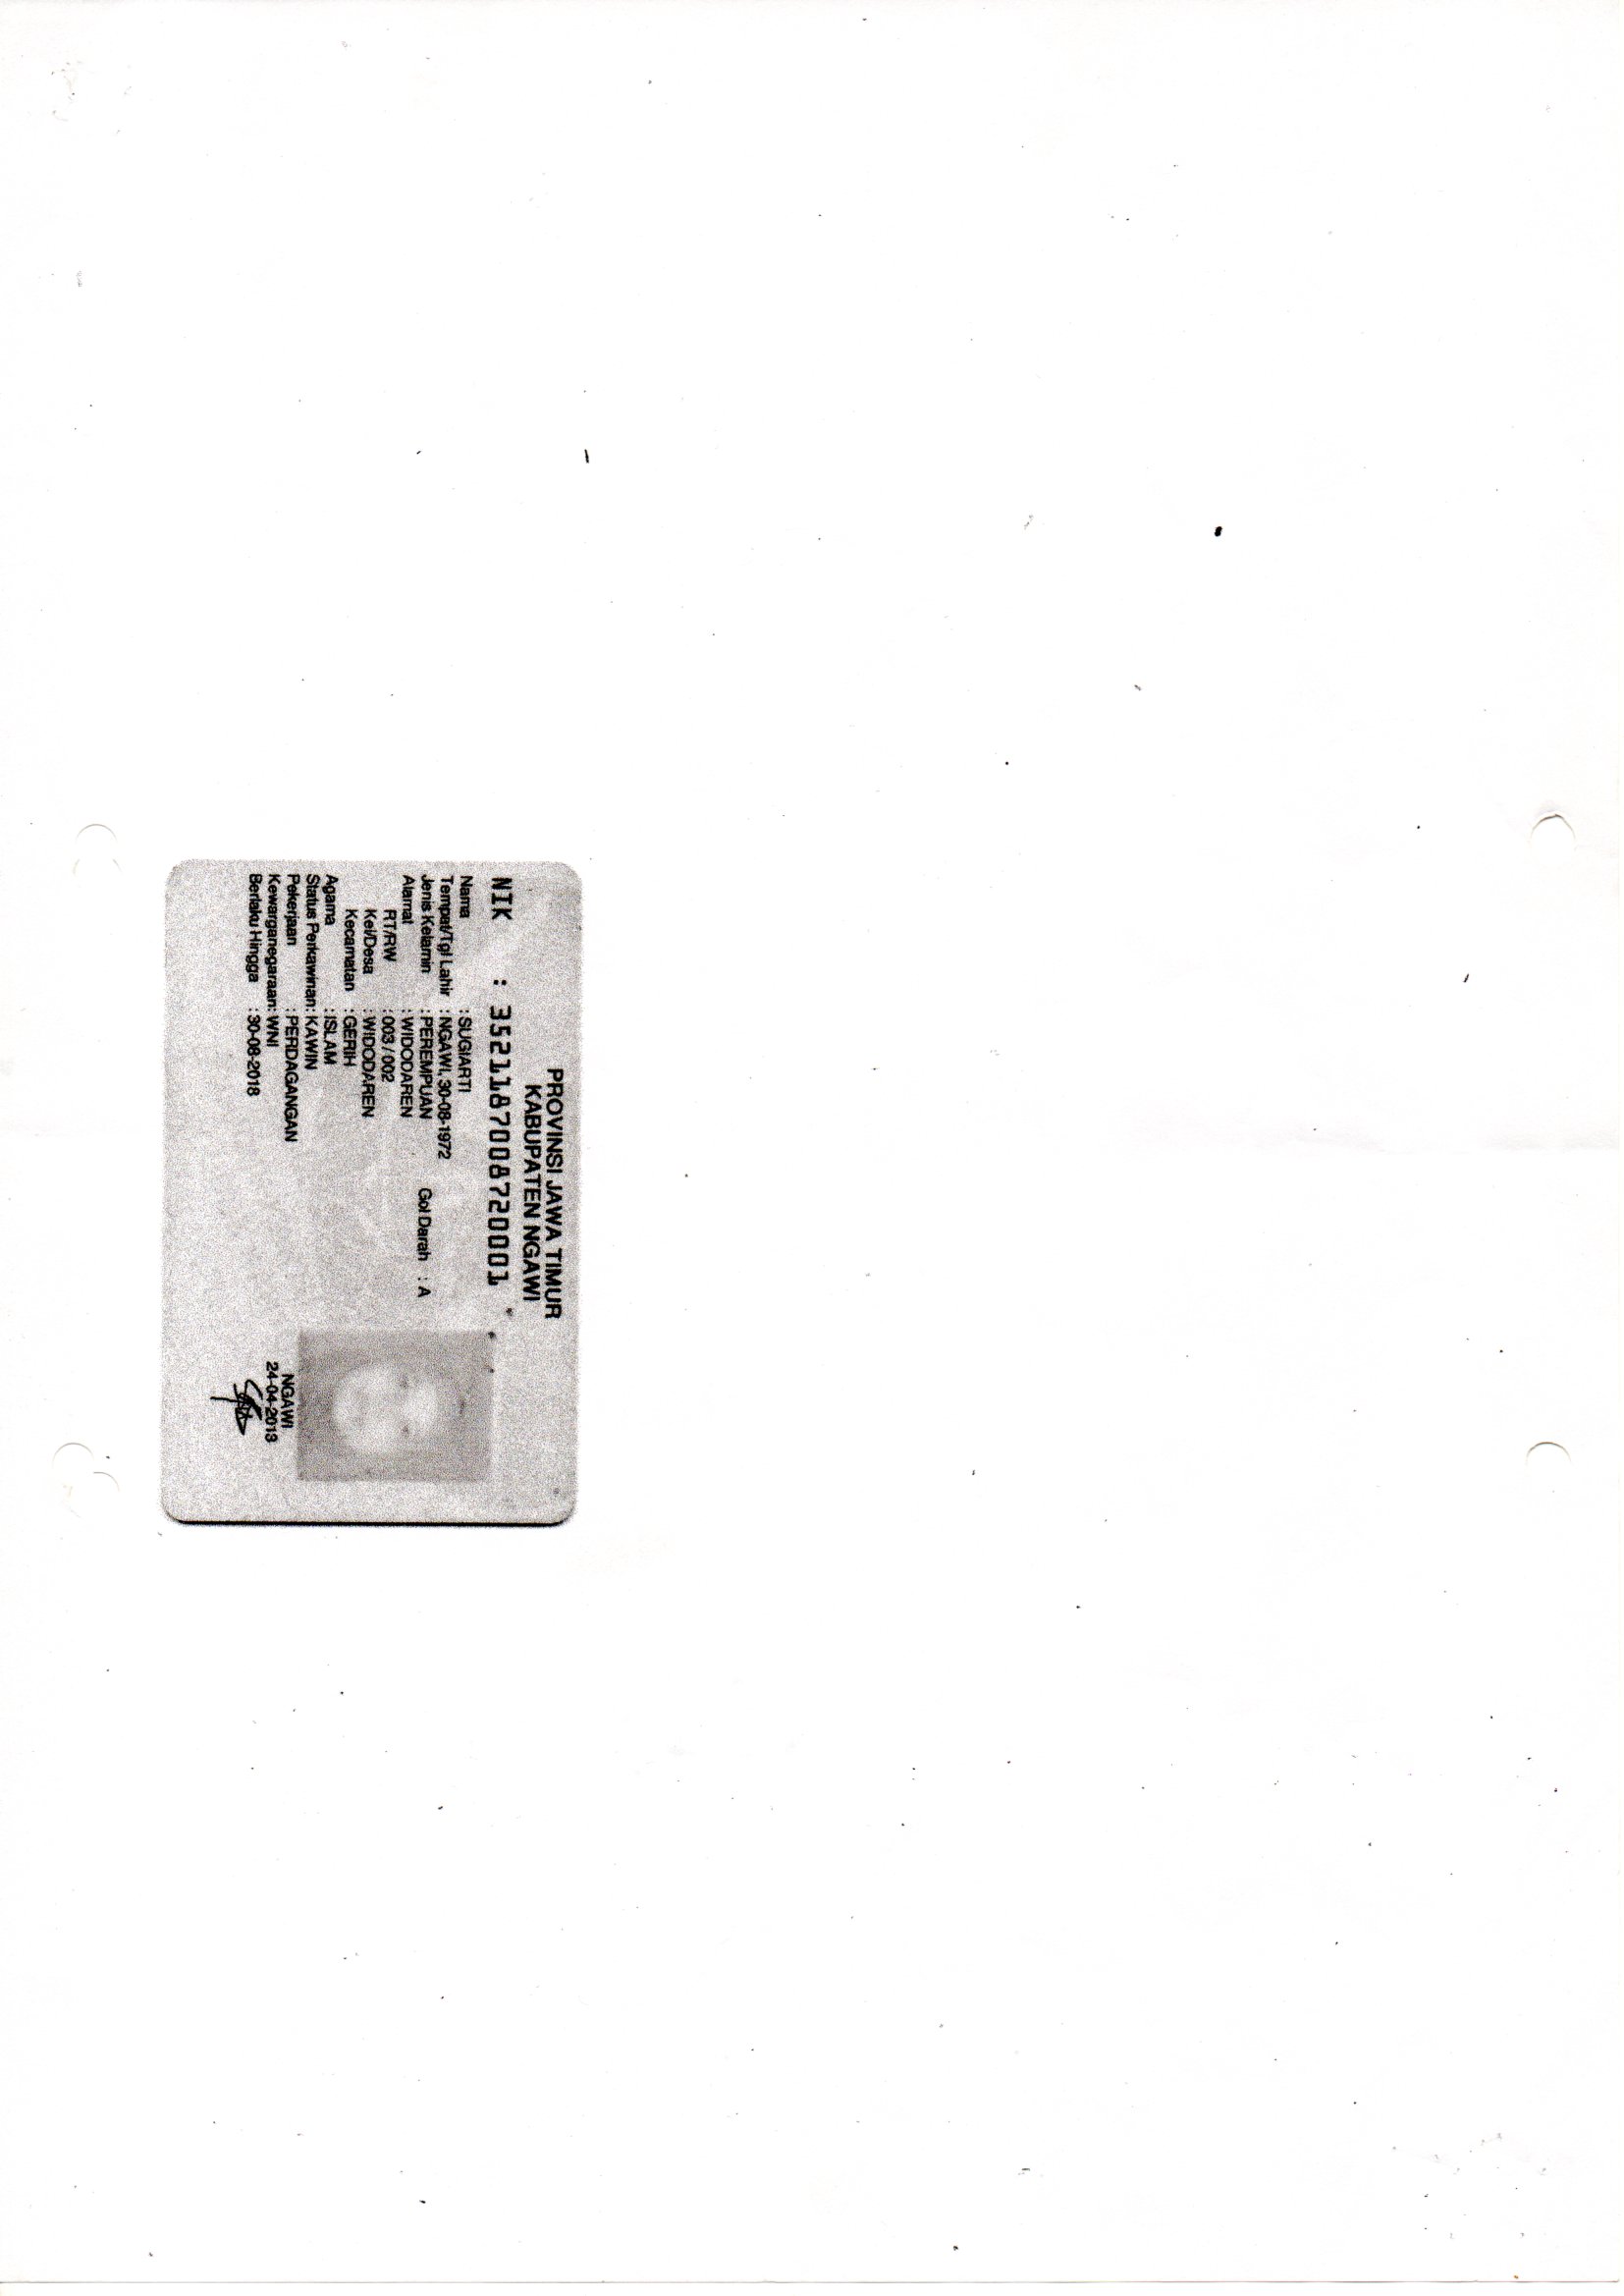 PROVINSI JAWA TIMUR
KABUPATEN NGAWI
NIK : 3521187008720001
Nama : SUGIARTI
Tempat/Tgl Lahir : NGAWI, 30-08-1972
Jenis Kelamin : PEREMPUAN Gol Darah : A
Alamat : WIDODAREN
RT/RW : 003 / 002
Kel/Desa : WIDODAREN
Kecamatan : GERIH
Agama : ISLAM
Status Perkawinan: KAWIN
Pekerjaan : PERDAGANGAN
Kewarganegaraan: WNI
Berlaku Hingga : 30-08-2018
NGAWI
24-04-2013